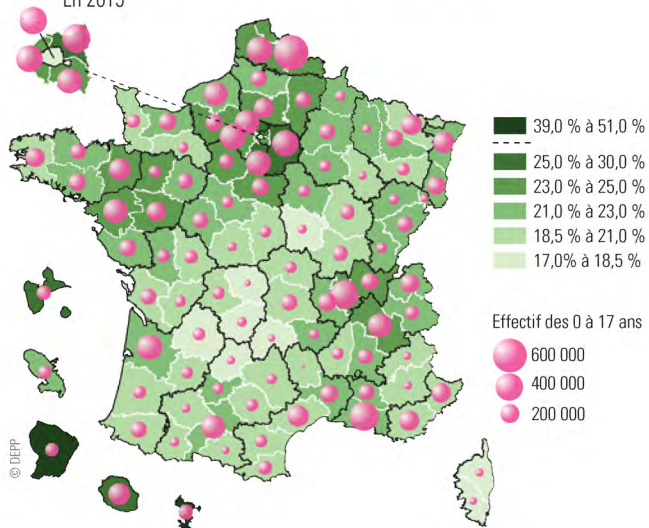 En 2015
39,0 % à 51,0 %
25,0 % à 30,0 %
23,0 % à 25,0 %
21,0 % à 23,0 %
18,5 % à 21,0 %
17,0% à 18,5 %
Effectif des 0 à 17 ans
600 000
400 000
200 000
© DEPP